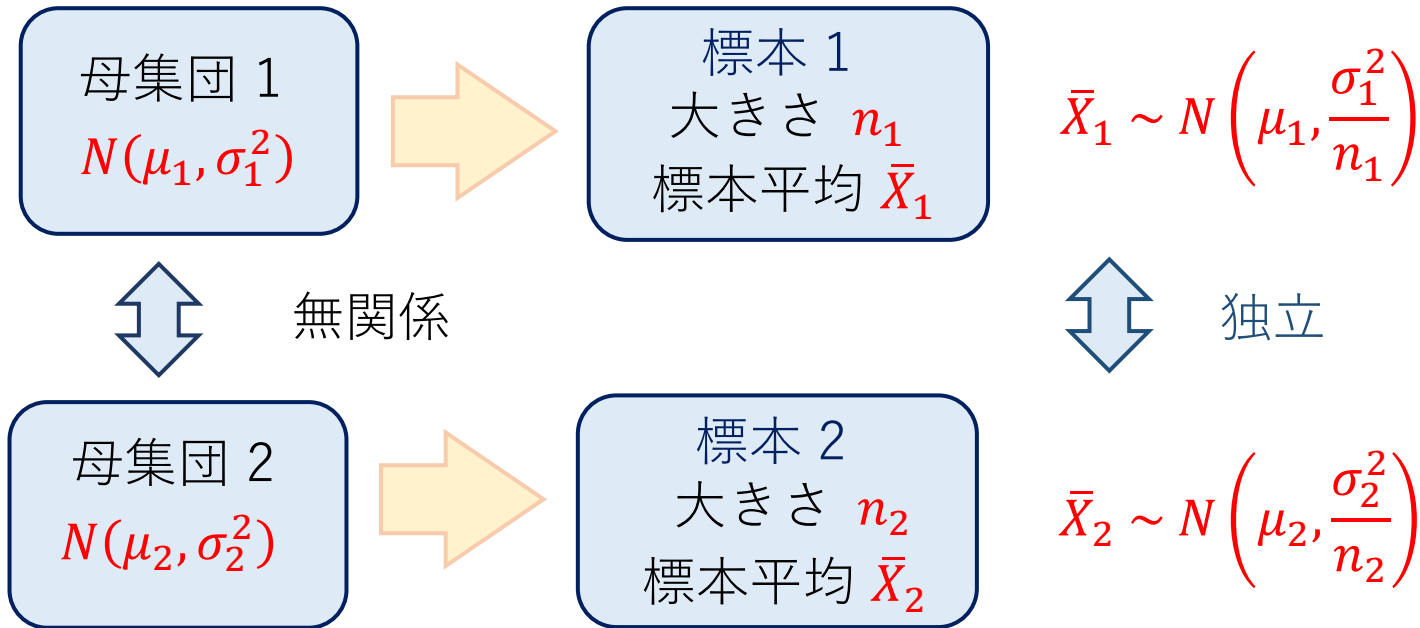 母集団 1
N(μ₁, σ₁²)
標本 1
大きさ n₁
標本平均 X̄₁
X̄₁ ~ N(μ₁, σ₁²/n₁)
無関係
独立
母集団 2
N(μ₂, σ₂²)
標本 2
大きさ n₂
標本平均 X̄₂
X̄₂ ~ N(μ₂, σ₂²/n₂)